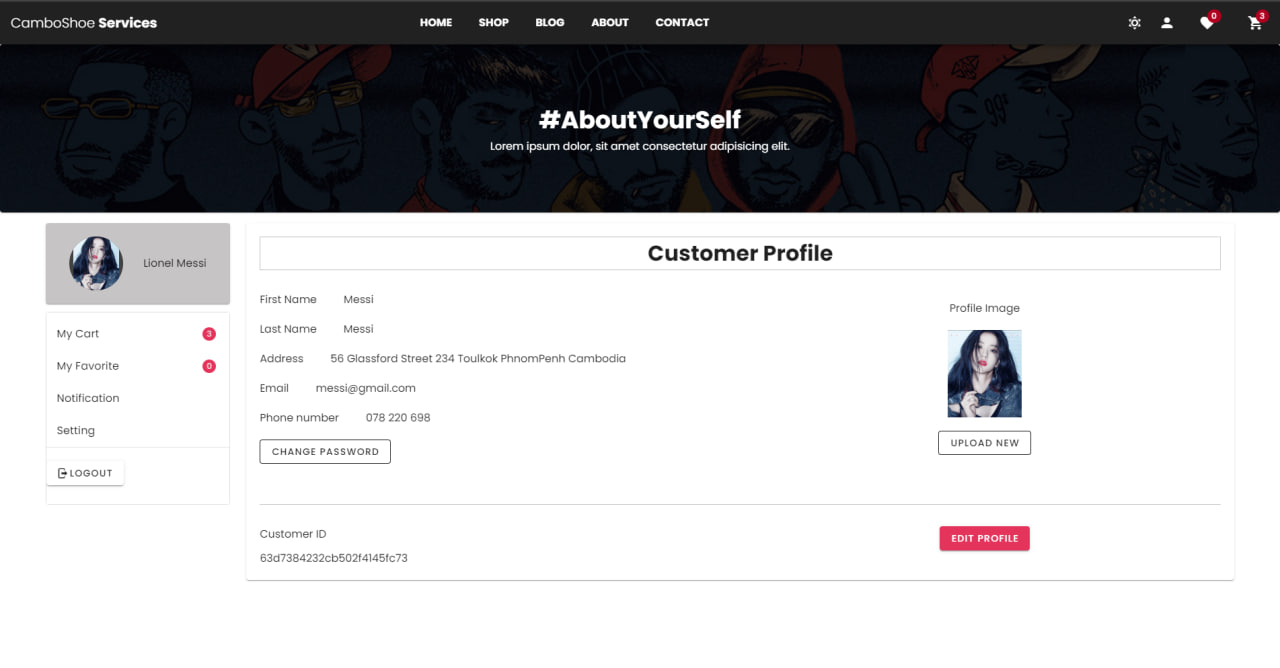 CamboShoe Services
HOME SHOP BLOG ABOUT CONTACT
0
3
#AboutYourSelf
Lorem ipsum dolor, sit amet consectetur adipisicing elit.
Lionel Messi
My Cart 3
My Favorite 0
Notification
Setting
LOGOUT
Customer Profile
First Name Messi
Last Name Messi
Address 56 Glassford Street 234 Toulkok PhnomPenh Cambodia
Email messi@gmail.com
Phone number 078 220 698
CHANGE PASSWORD
Profile Image
UPLOAD NEW
Customer ID
63d7384232cb502f4145fc73
EDIT PROFILE